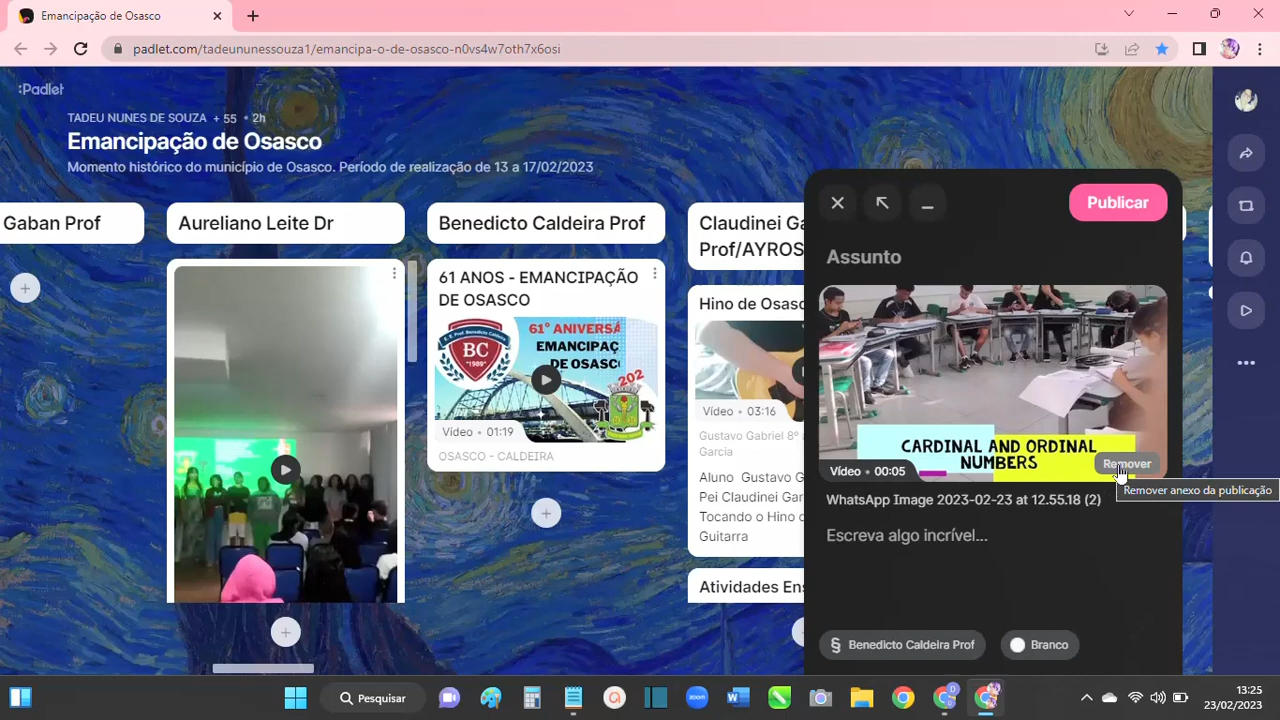 Emancipação de Osasco
padlet.com/tadeununessouza1/emancipa-o-de-osasco-n0vs4w7oth7x6osi
:Padlet
TADEU NUNES DE SOUZA + 55 • 2h
Emancipação de Osasco
Momento histórico do município de Osasco. Período de realização de 13 a 17/02/2023
Gaban Prof
Aureliano Leite Dr
Benedicto Caldeira Prof
61 ANOS - EMANCIPAÇÃO
DE OSASCO
BC
"1989"
61º ANIVERSÁ
EMANCIPAÇ
DE OSASC
202
Vídeo • 01:19
OSASCO - CALDEIRA
Claudinei Ga
Prof/AYROS
Hino de Osasc
Vídeo • 03:16
Gustavo Gabriel 8º
Garcia
Aluno Gustavo G
Pei Claudinei Gar
Tocando o Hino d
Guitarra
Atividades Ens
Publicar
Assunto
CARDINAL AND ORDINAL
NUMBERS
Vídeo • 00:05
Remover
Remover anexo da publicação
WhatsApp Image 2023-02-23 at 12.55.18 (2)
Escreva algo incrível...
§ Benedicto Caldeira Prof
Branco
Pesquisar
zoom
13:25
23/02/2023